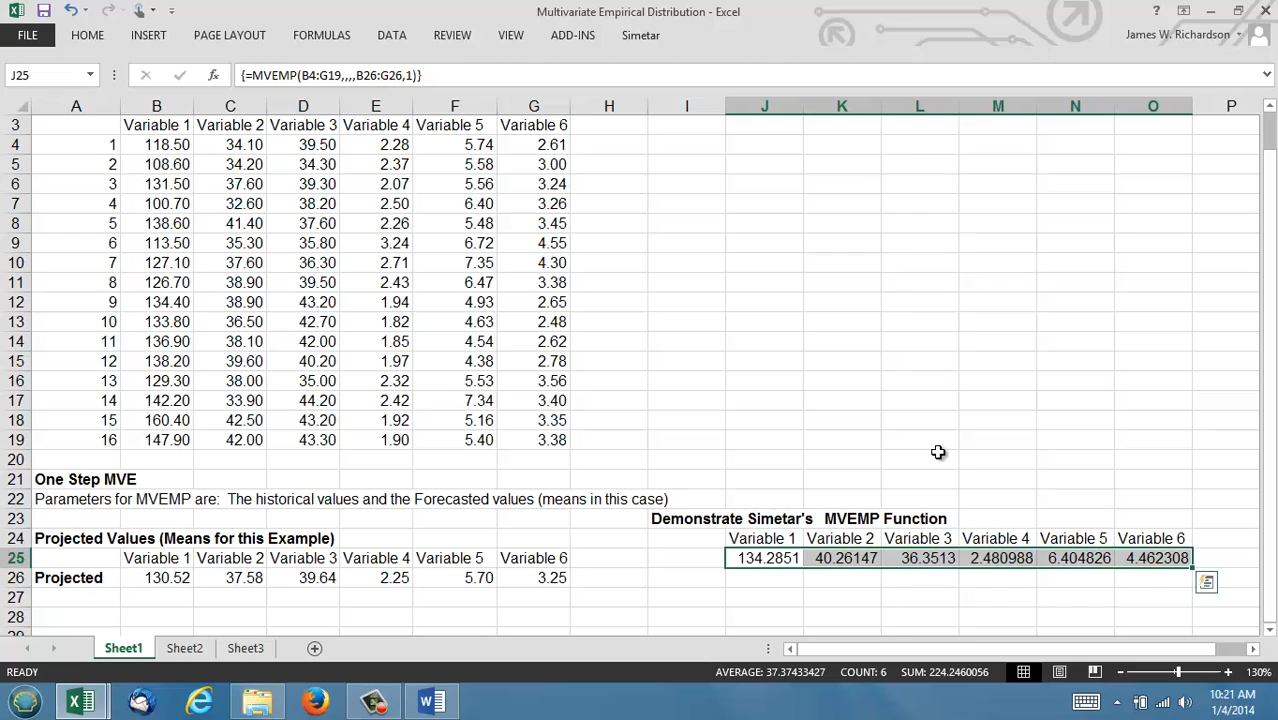 Multivariate Empirical Distribution - Excel
FILE HOME INSERT PAGE LAYOUT FORMULAS DATA REVIEW VIEW ADD-INS Simetar James W. Richardson
J25 {=MVEMP(B4:G19,,,,B26:G26,1)}
A B C D E F G H I J K L M N O P
3 Variable 1 Variable 2 Variable 3 Variable 4 Variable 5 Variable 6
4 1 118.50 34.10 39.50 2.28 5.74 2.61
5 2 108.60 34.20 34.30 2.37 5.58 3.00
6 3 131.50 37.60 39.30 2.07 5.56 3.24
7 4 100.70 32.60 38.20 2.50 6.40 3.26
8 5 138.60 41.40 37.60 2.26 5.48 3.45
9 6 113.50 35.30 35.80 3.24 6.72 4.55
10 7 127.10 37.60 36.30 2.71 7.35 4.30
11 8 126.70 38.90 39.50 2.43 6.47 3.38
12 9 134.40 38.90 43.20 1.94 4.93 2.65
13 10 133.80 36.50 42.70 1.82 4.63 2.48
14 11 136.90 38.10 42.00 1.85 4.54 2.62
15 12 138.20 39.60 40.20 1.97 4.38 2.78
16 13 129.30 38.00 35.00 2.32 5.53 3.56
17 14 142.20 33.90 44.20 2.42 7.34 3.40
18 15 160.40 42.50 43.20 1.92 5.16 3.35
19 16 147.90 42.00 43.30 1.90 5.40 3.38
20
21 One Step MVE
22 Parameters for MVEMP are: The historical values and the Forecasted values (means in this case)
23 Demonstrate Simetar's MVEMP Function
24 Projected Values (Means for this Example) Variable 1 Variable 2 Variable 3 Variable 4 Variable 5 Variable 6
25 Variable 1 Variable 2 Variable 3 Variable 4 Variable 5 Variable 6 134.2851 40.26147 36.3513 2.480988 6.404826 4.462308
26 Projected 130.52 37.58 39.64 2.25 5.70 3.25
27
28
29
Sheet1 Sheet2 Sheet3
READY AVERAGE: 37.37433427 COUNT: 6 SUM: 224.2460056 130%
10:21 AM
1/4/2014